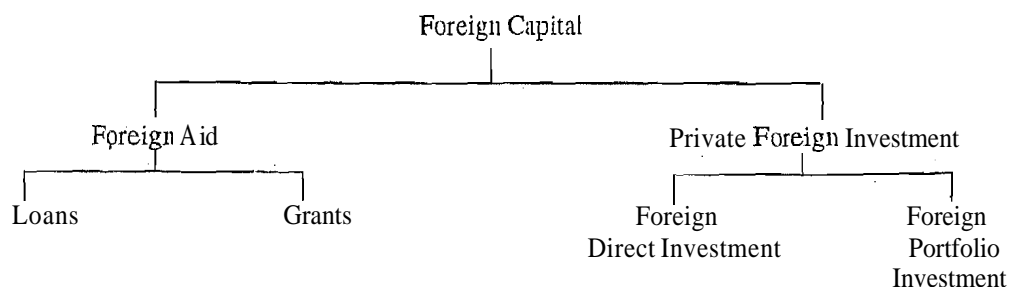 Foreign Capital
Foreign Aid
Private Foreign Investment
Loans
Grants
Foreign
Direct Investment
Foreign
Portfolio
Investment